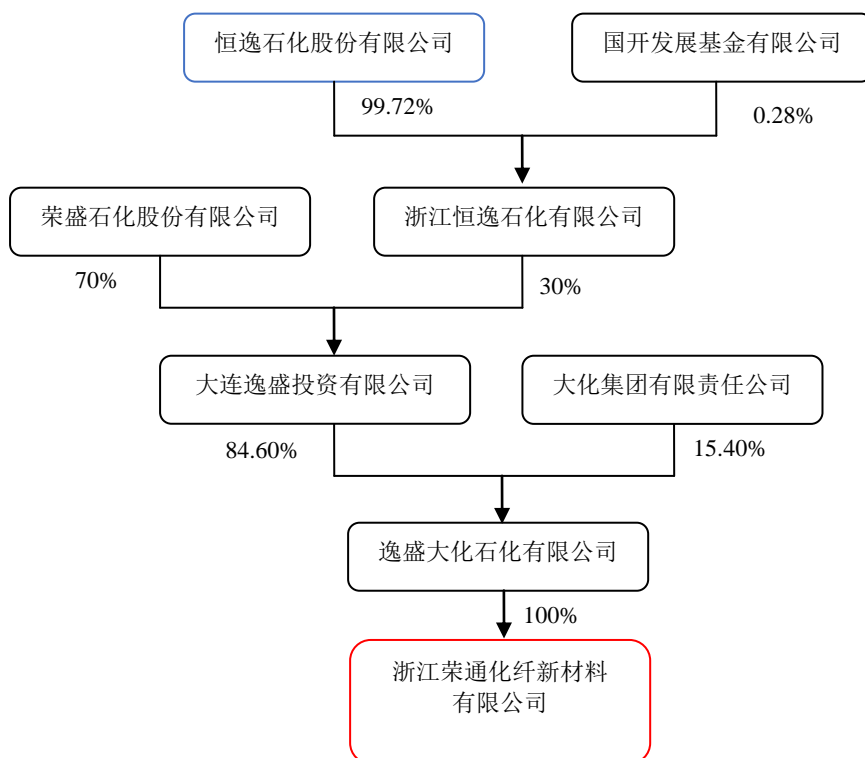 恒逸石化股份有限公司
国开发展基金有限公司
99.72%
0.28%
荣盛石化股份有限公司
浙江恒逸石化有限公司
70%
30%
大连逸盛投资有限公司
大化集团有限责任公司
84.60%
15.40%
逸盛大化石化有限公司
100%
浙江荣通化纤新材料
有限公司